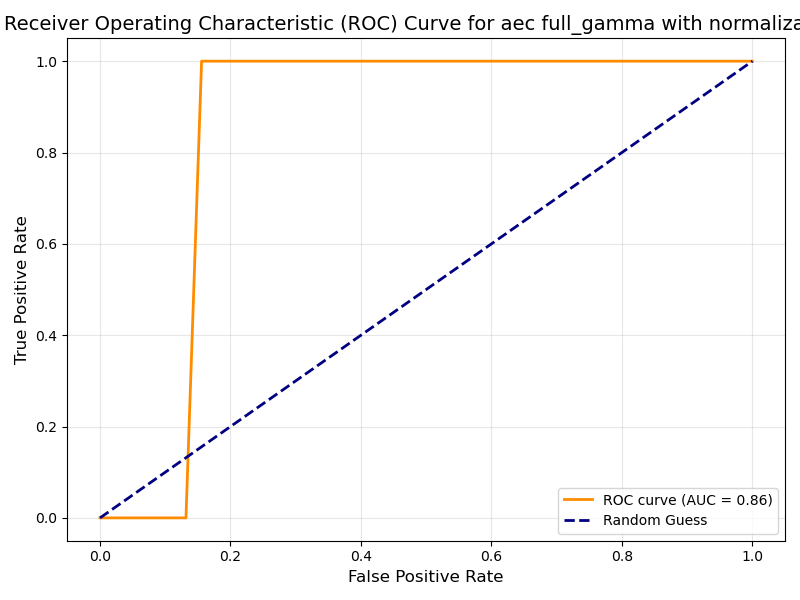 Receiver Operating Characteristic (ROC) Curve for aec full_gamma with
True Positive Rate
1.0
0.8
0.6
0.4
0.2
0.0
0.0 0.2 0.4 0.6 0.8 1.0
False Positive Rate
ROC curve (AUC = 0.86)
Random Guess